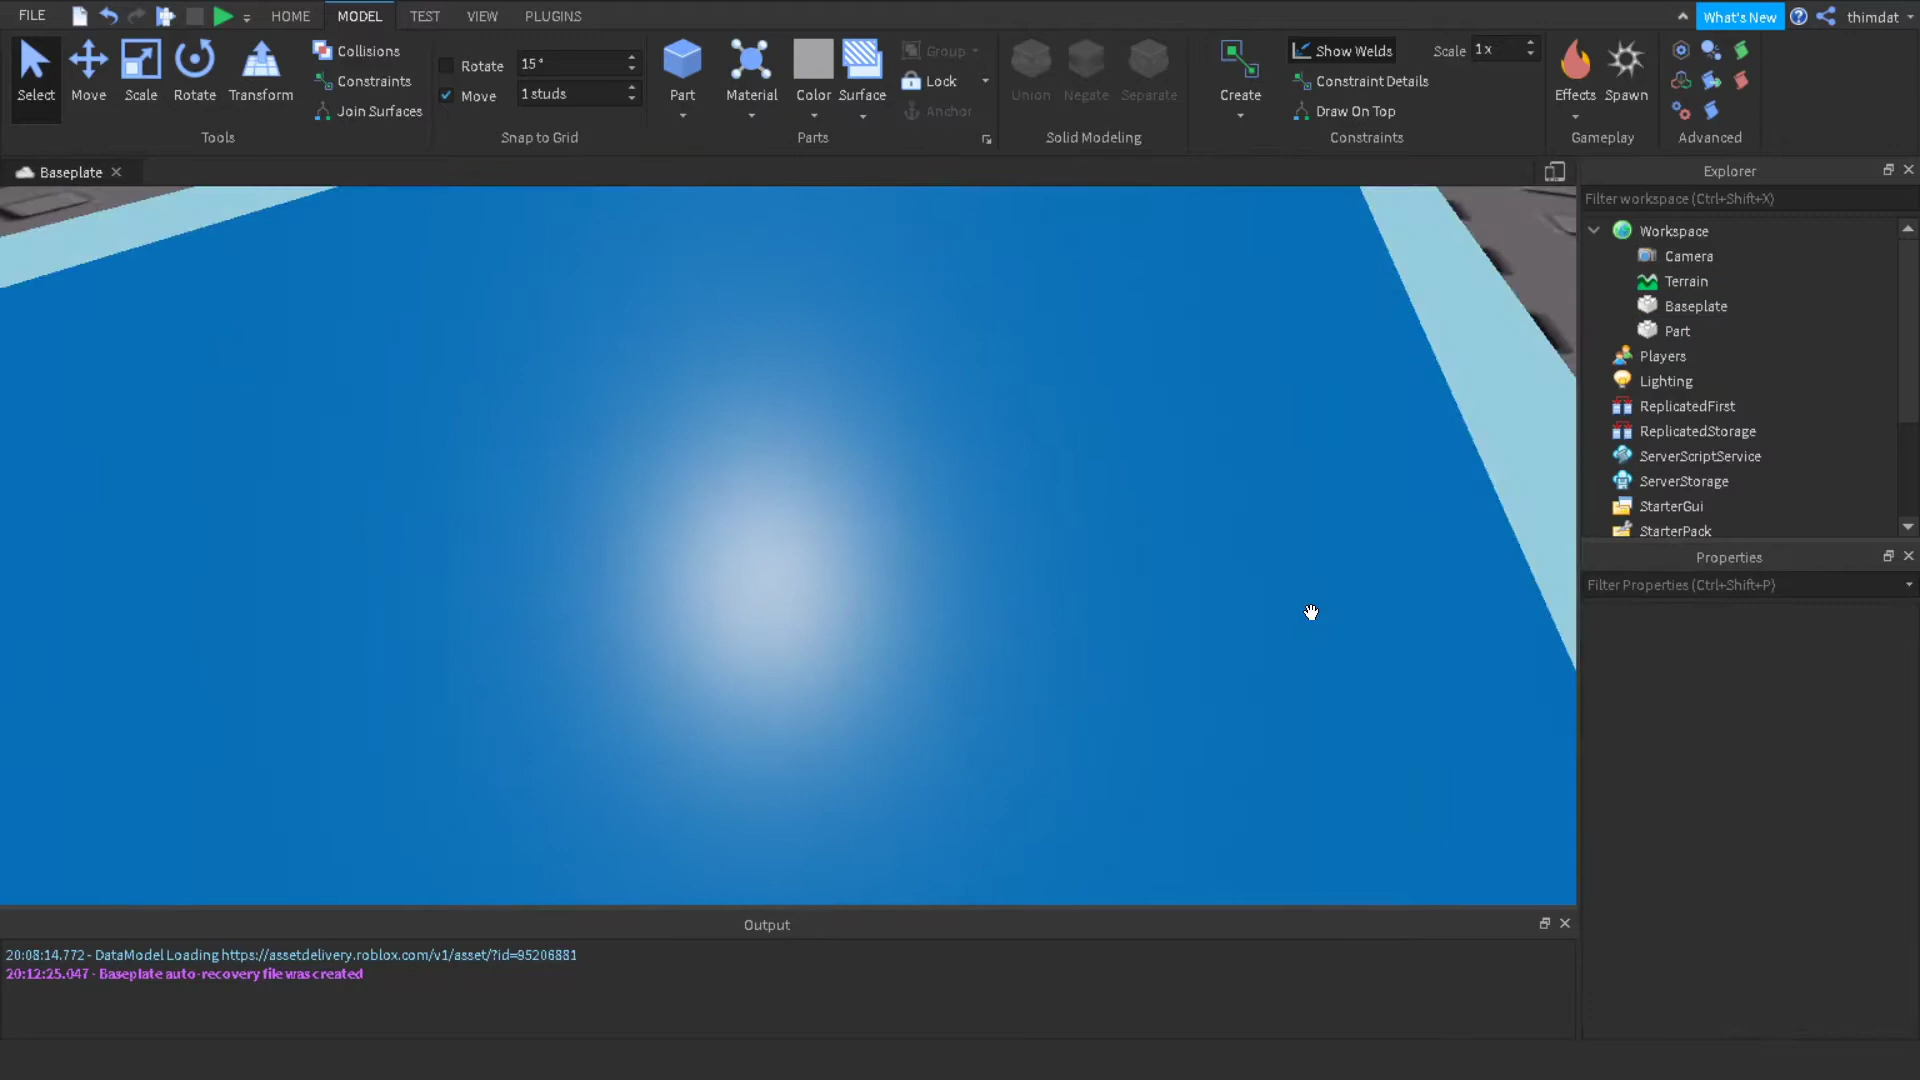 FILE HOME MODEL TEST VIEW PLUGINS What's New thimdat
Select Move Scale Rotate Transform
Collisions
Constraints
Join Surfaces
Tools
Rotate 15°
Move 1 studs
Snap to Grid
Part Material Color Surface
Group
Lock
Anchor
Parts
Union Negate Separate
Solid Modeling
Create
Show Welds Scale 1x
Constraint Details
Draw On Top
Constraints
Effects Spawn
Gameplay
Advanced
Baseplate
Explorer
Filter workspace (Ctrl+Shift+X)
Workspace
Camera
Terrain
Baseplate
Part
Players
Lighting
ReplicatedFirst
ReplicatedStorage
ServerScriptService
ServerStorage
StarterGui
StarterPack
Properties
Filter Properties (Ctrl+Shift+P)
Output
20:08:14.772 - DataModel Loading https://assetdelivery.roblox.com/v1/asset/?id=95206881
20:12:25.047 - Baseplate auto-recovery file was created